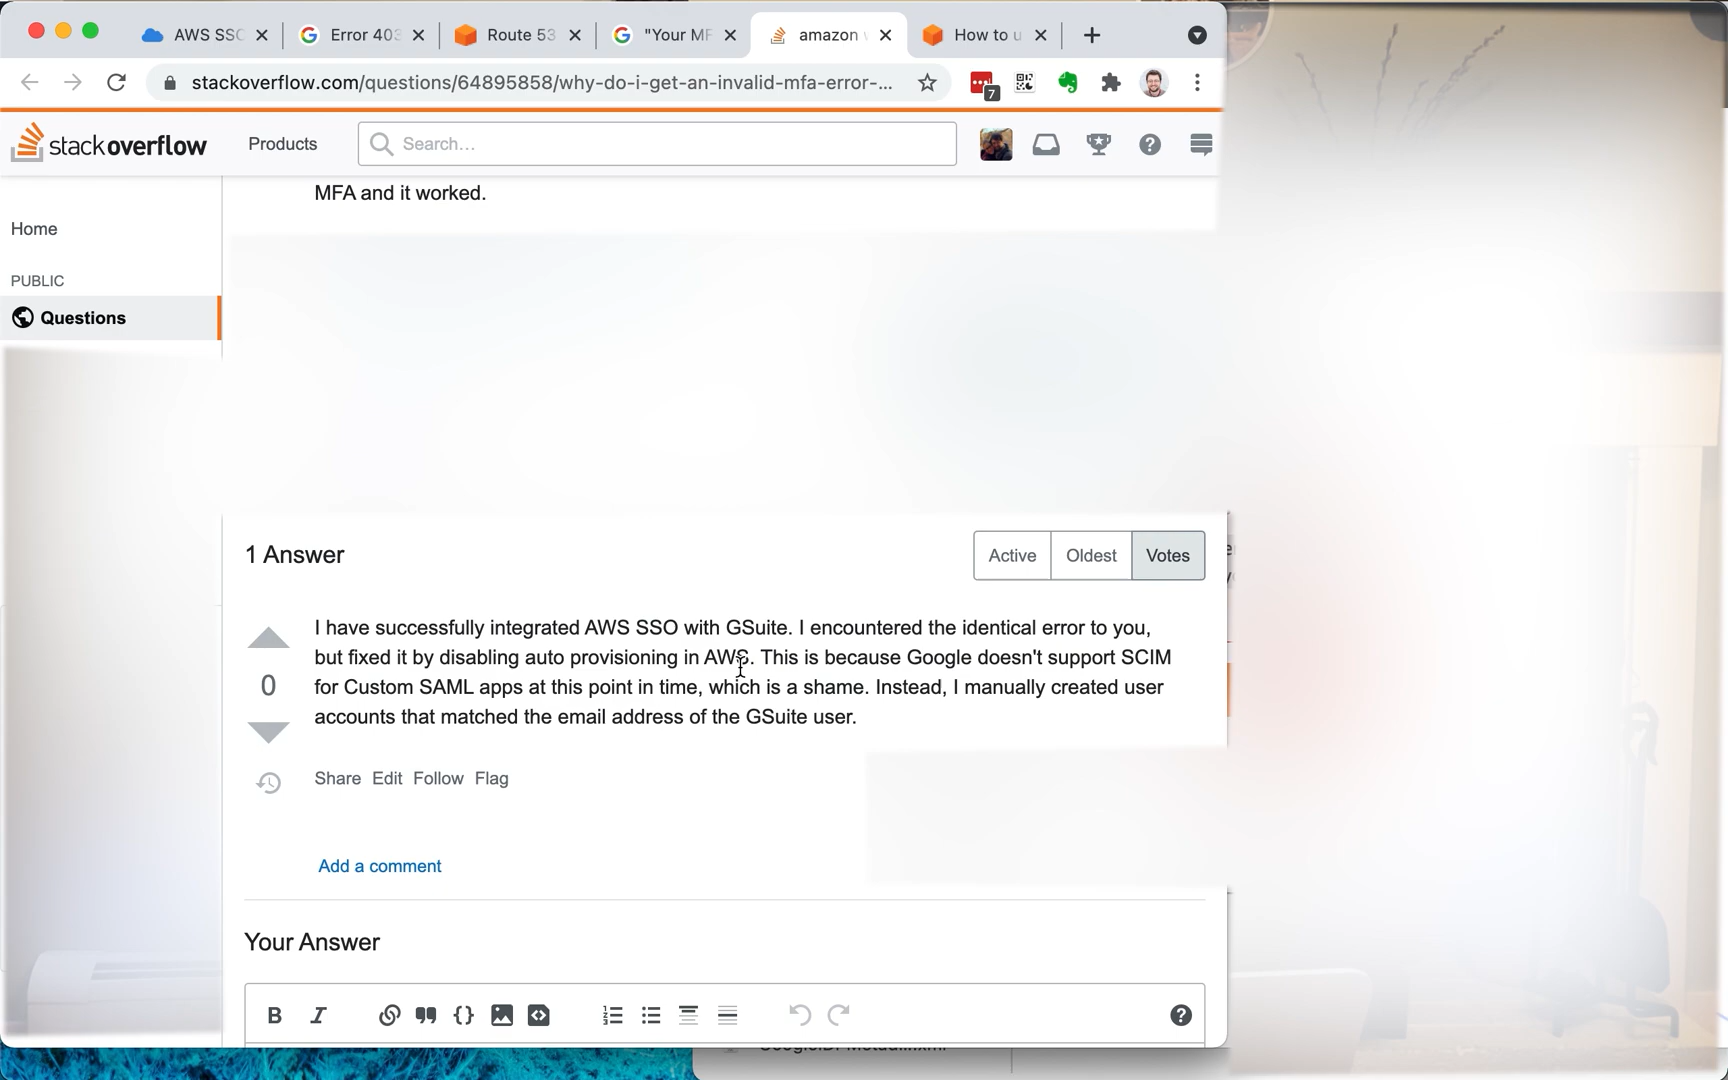 AWS SSO
Error 403
Route 53
"Your MF
amazon
How to u
stackoverflow.com/questions/64895858/why-do-i-get-an-invalid-mfa-error-...
7
stackoverflow
Products
Search...
MFA and it worked.
Home
PUBLIC
Questions
1 Answer
Active
Oldest
Votes
I have successfully integrated AWS SSO with GSuite. I encountered the identical error to you,
but fixed it by disabling auto provisioning in AWS. This is because Google doesn't support SCIM
for Custom SAML apps at this point in time, which is a shame. Instead, I manually created user
accounts that matched the email address of the GSuite user.
0
Share Edit Follow Flag
Add a comment
Your Answer
B I